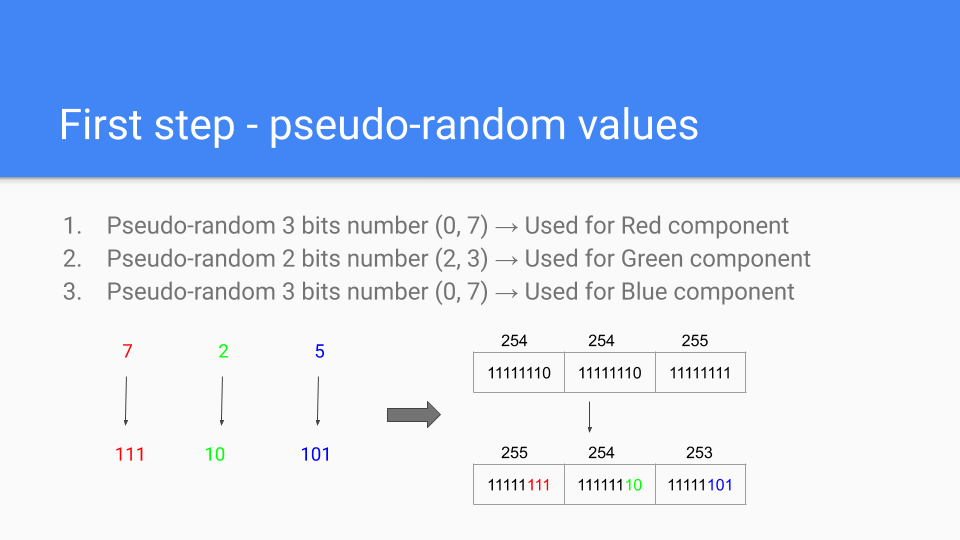 First step - pseudo-random values
1. Pseudo-random 3 bits number (0, 7) → Used for Red component
2. Pseudo-random 2 bits number (2, 3) → Used for Green component
3. Pseudo-random 3 bits number (0, 7) → Used for Blue component
7 2 5
111 10 101
254 254 255
11111110 11111110 11111111
255 254 253
11111111 11111110 11111101